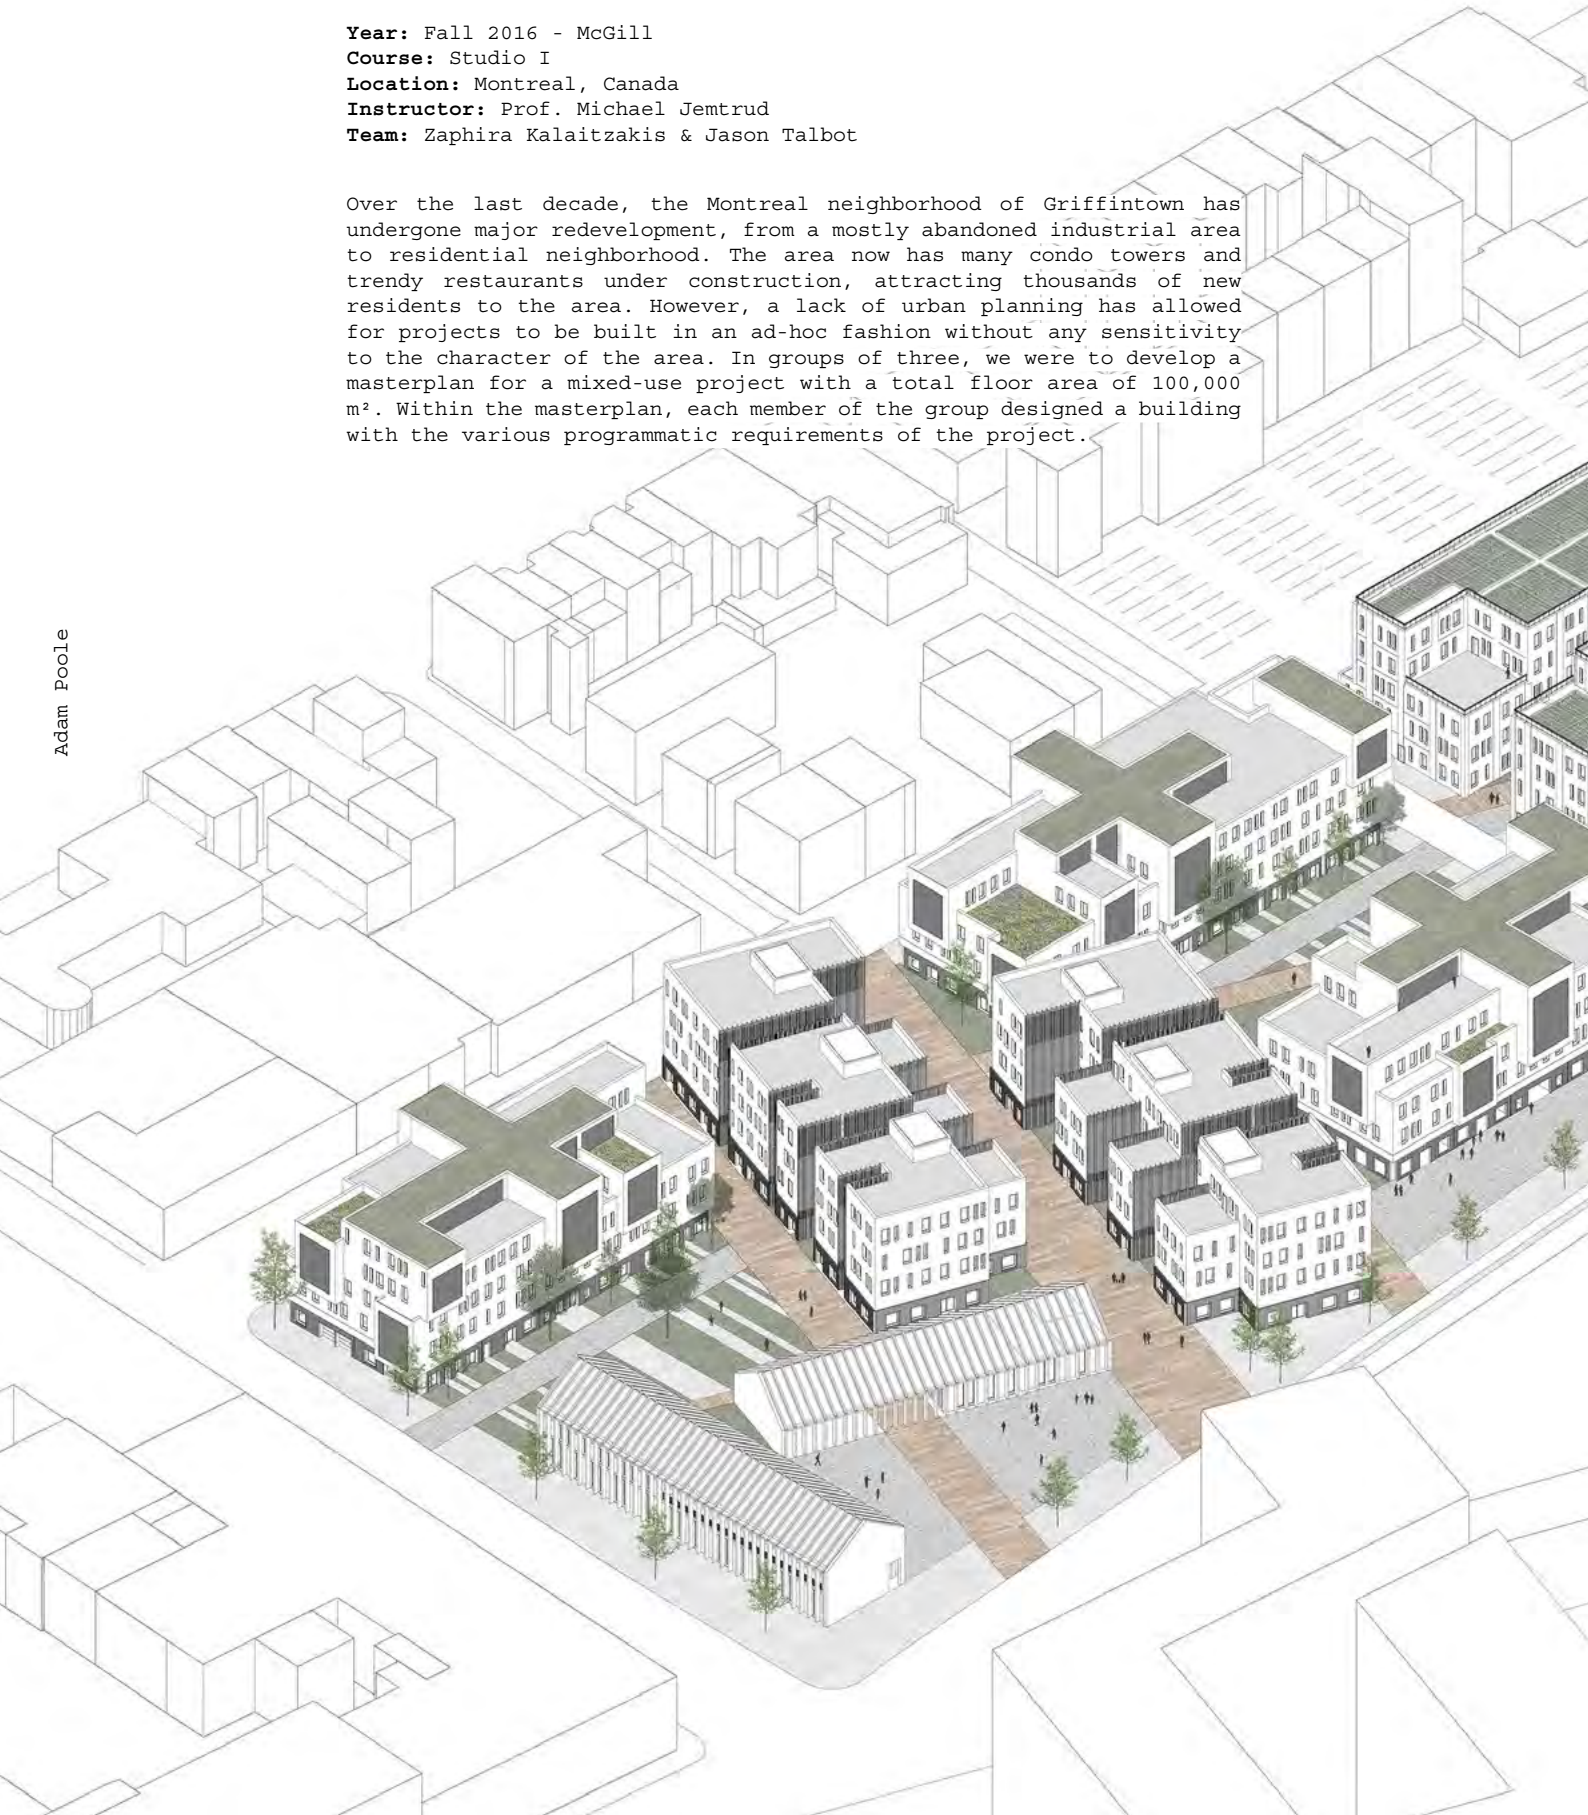 Year: Fall 2016 - McGill
Course: Studio I
Location: Montreal, Canada
Instructor: Prof. Michael Jemtrud
Team: Zaphira Kalaitzakis & Jason Talbot
Over the last decade, the Montreal neighborhood of Griffintown has
undergone major redevelopment, from a mostly abandoned industrial area
to residential neighborhood. The area now has many condo towers and
trendy restaurants under construction, attracting thousands of new
residents to the area. However, a lack of urban planning has allowed
for projects to be built in an ad-hoc fashion without any sensitivity
to the character of the area. In groups of three, we were to develop a
masterplan for a mixed-use project with a total floor area of 100,000
m². Within the masterplan, each member of the group designed a building
with the various programmatic requirements of the project.
Adam Poole